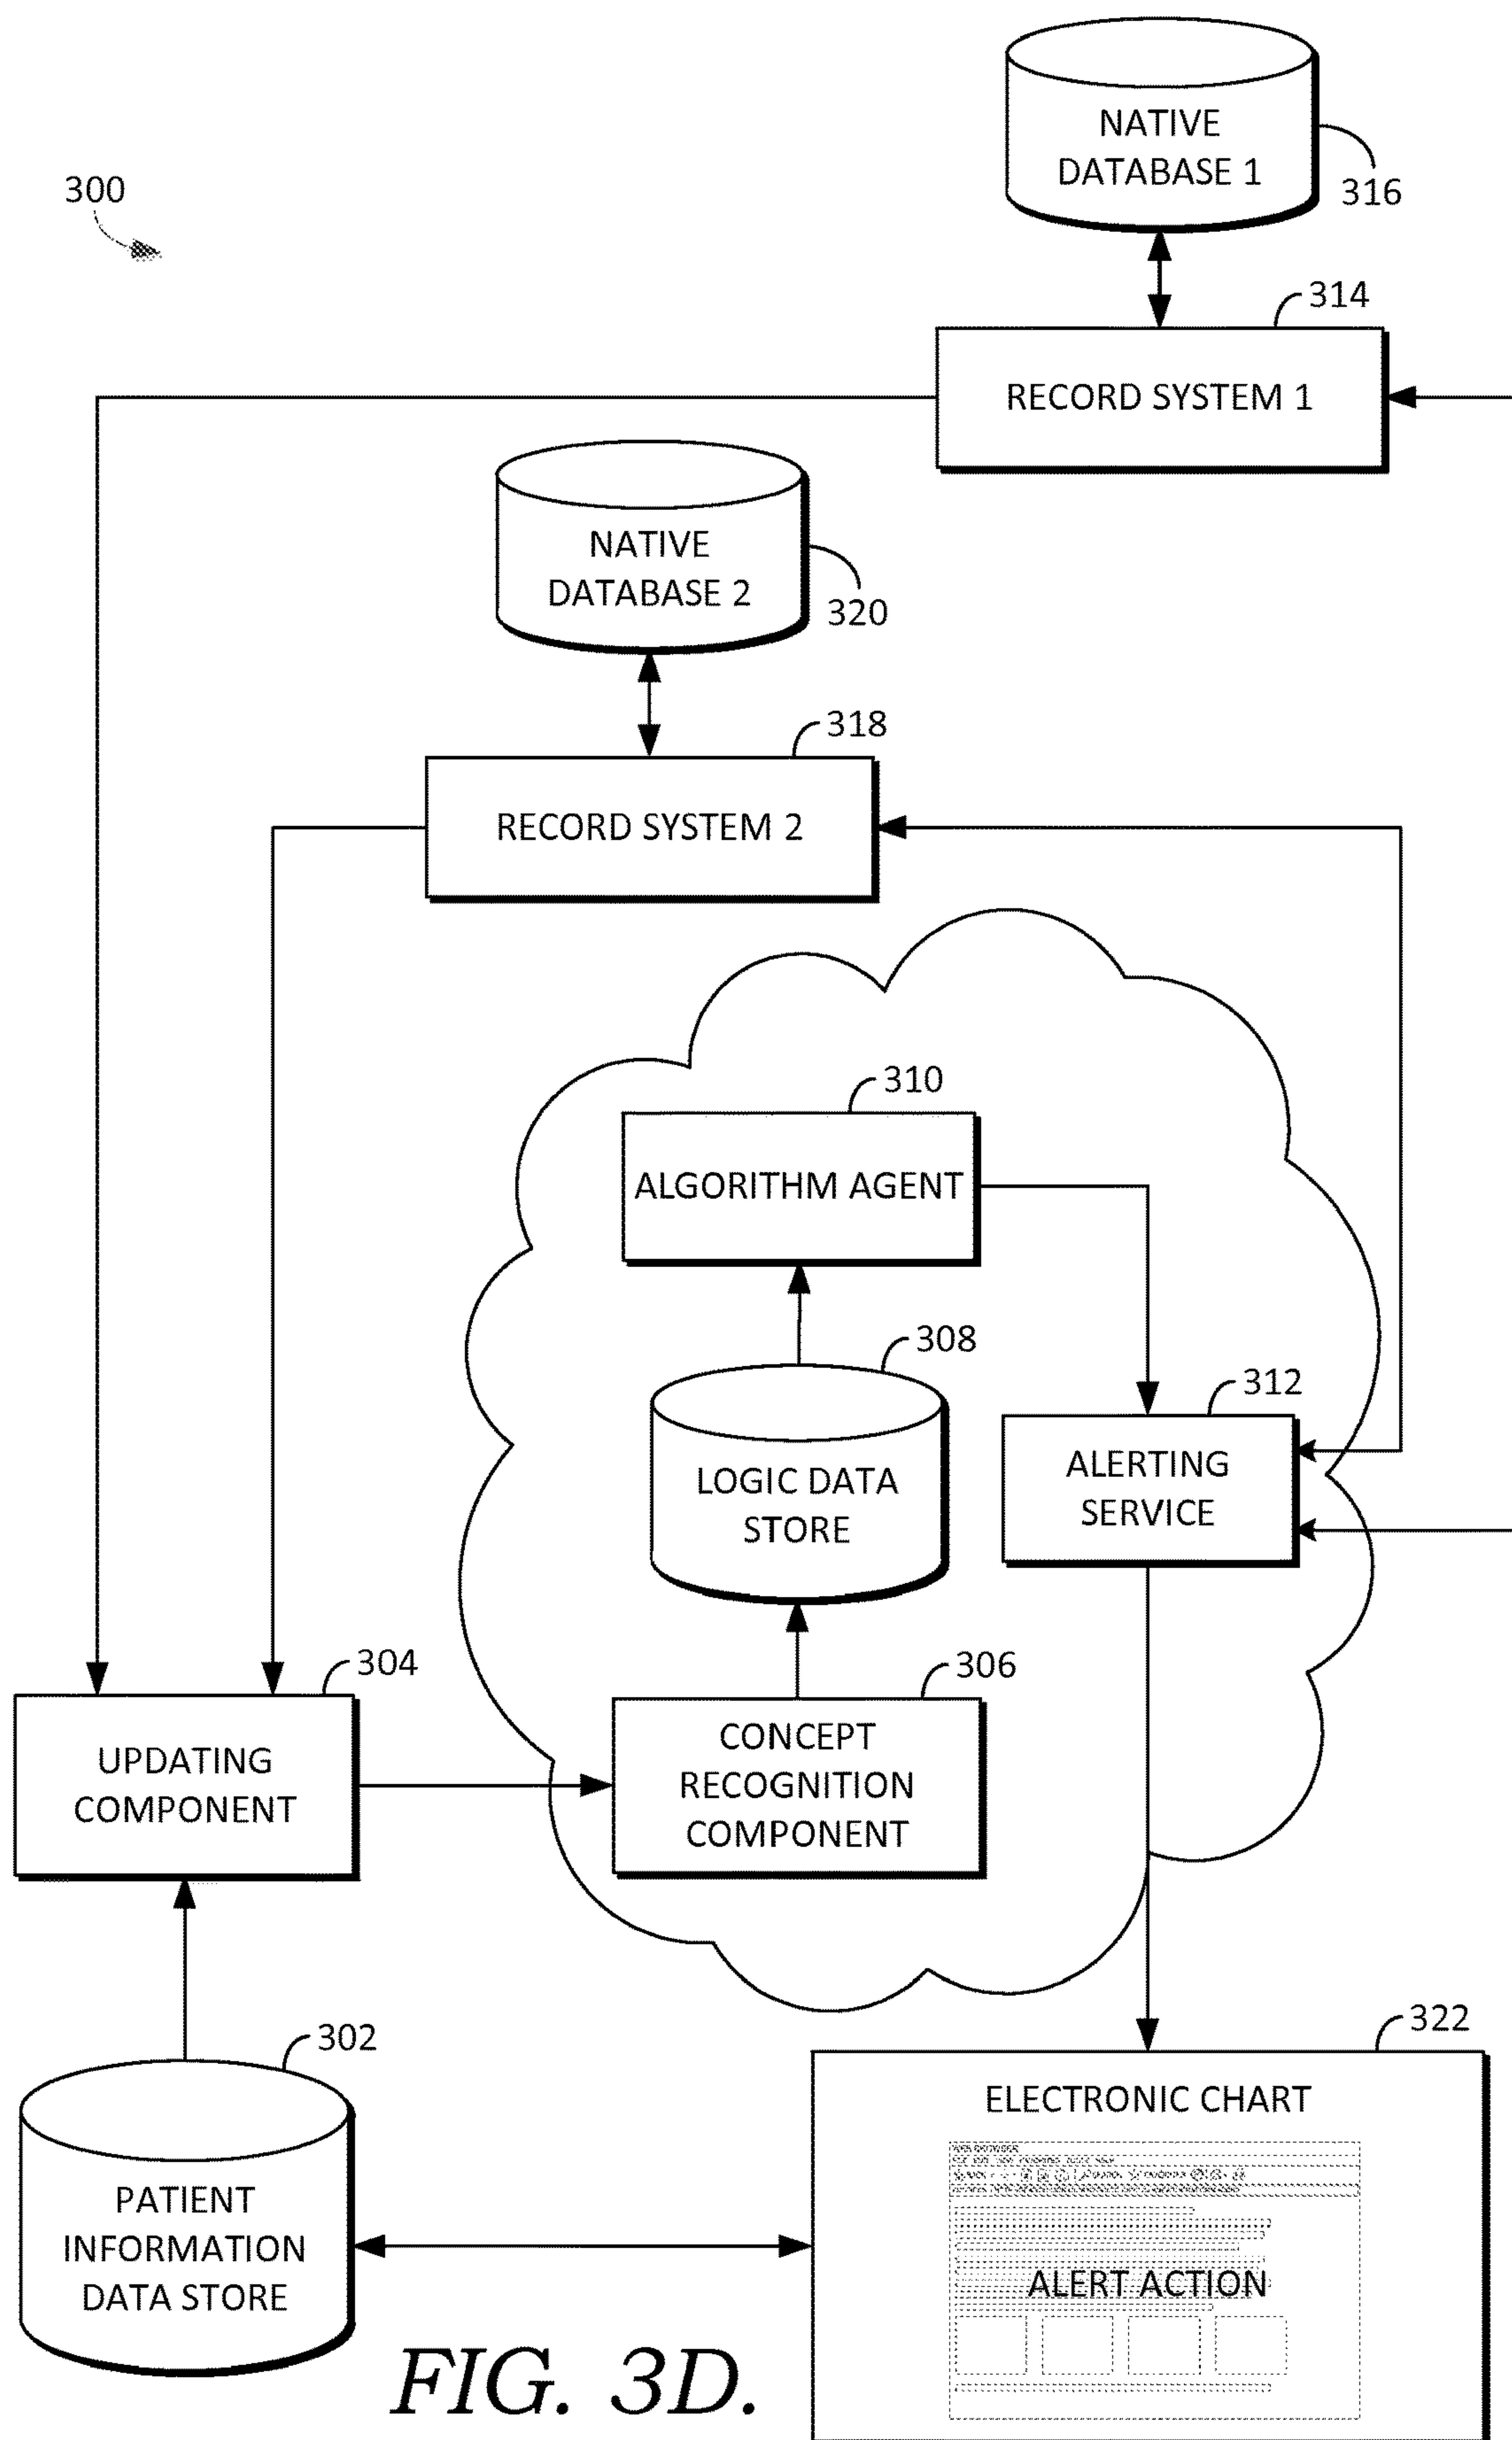 NATIVE
DATABASE 1
316
300
314
RECORD SYSTEM 1
NATIVE
DATABASE 2
320
318
RECORD SYSTEM 2
310
ALGORITHM AGENT
308
LOGIC DATA
STORE
312
ALERTING
SERVICE
304
UPDATING
COMPONENT
306
CONCEPT
RECOGNITION
COMPONENT
302
PATIENT
INFORMATION
DATA STORE
322
ELECTRONIC CHART
ALERT ACTION
FIG. 3D.